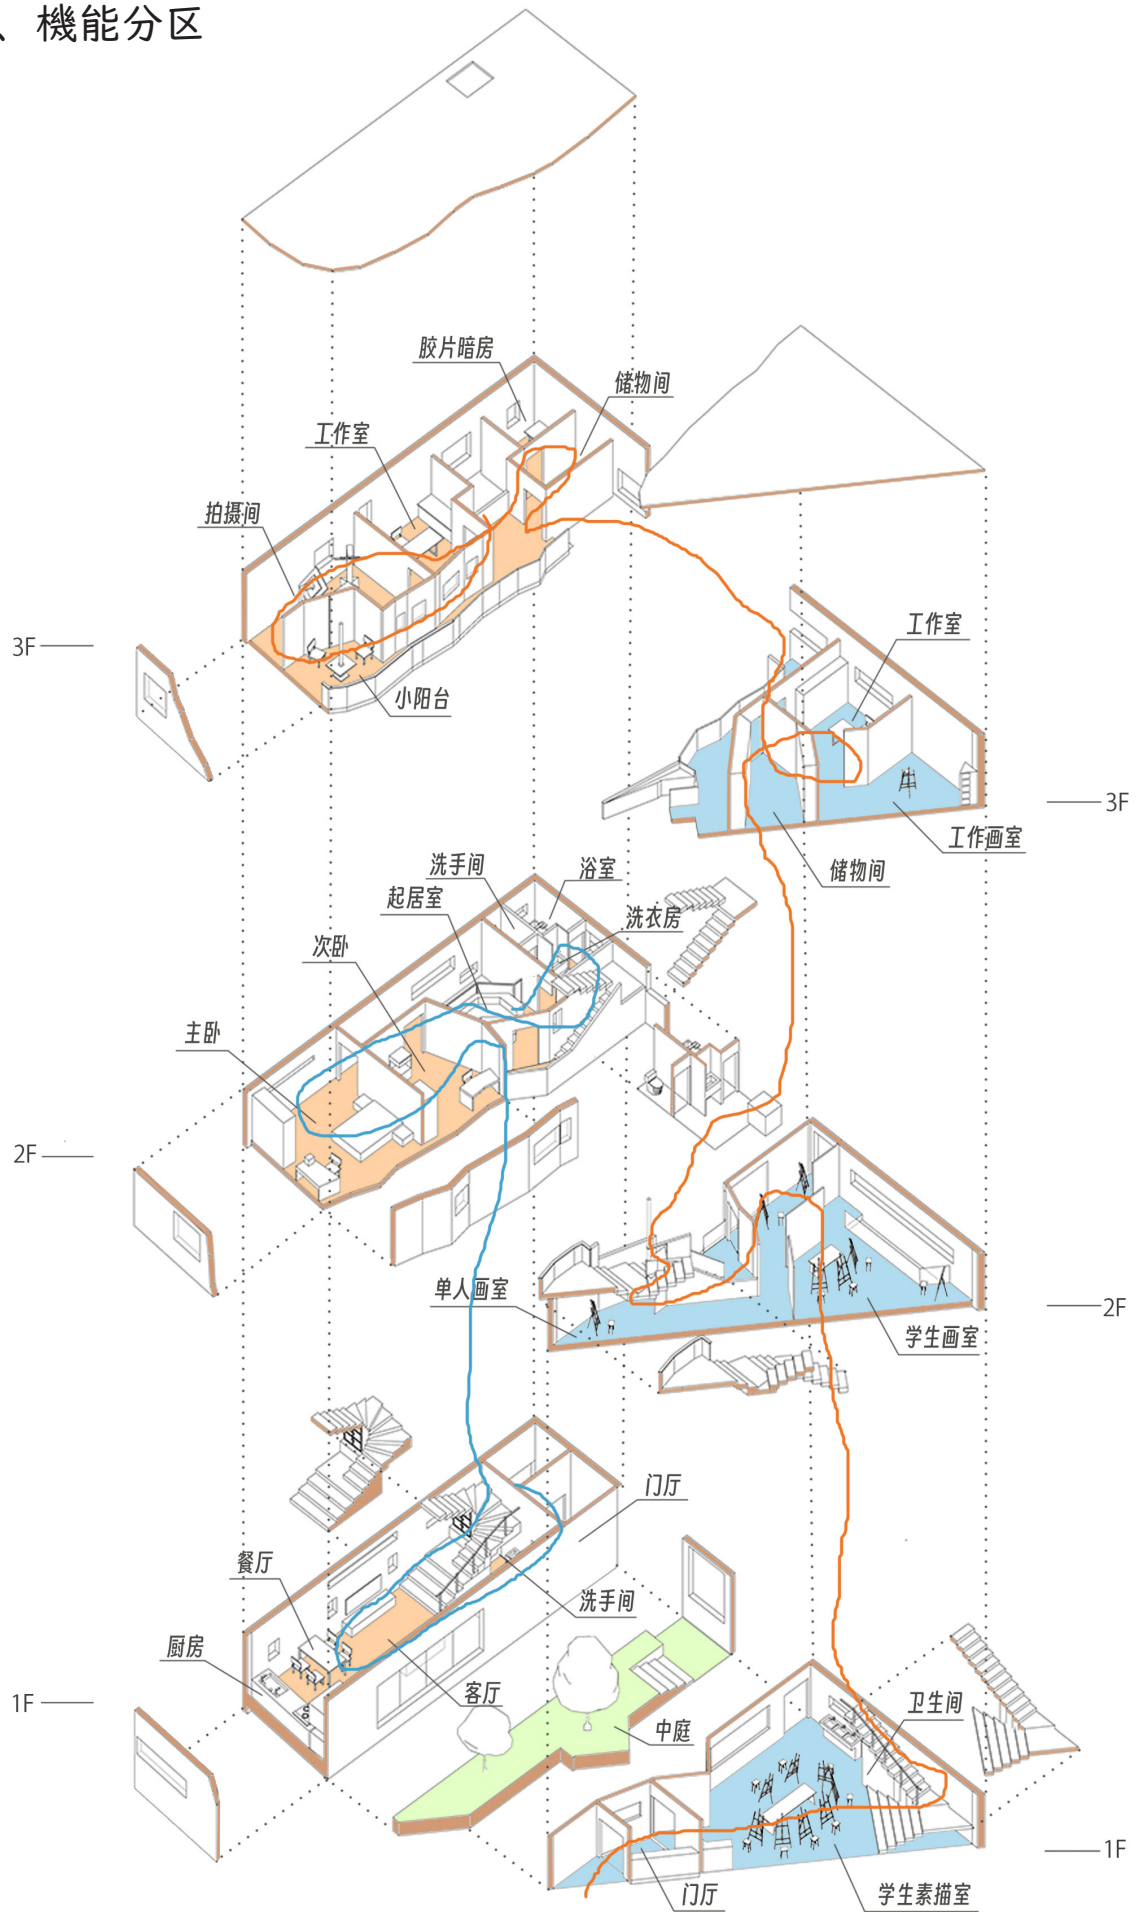 、機能分区
胶片暗房
储物间
工作室
拍摄间
小阳台
3F
工作室
工作画室
储物间
3F
洗手间
浴室
起居室
洗衣房
次卧
主卧
2F
单人画室
学生画室
2F
门厅
餐厅
洗手间
厨房
客厅
中庭
1F
卫生间
门厅
学生素描室
1F